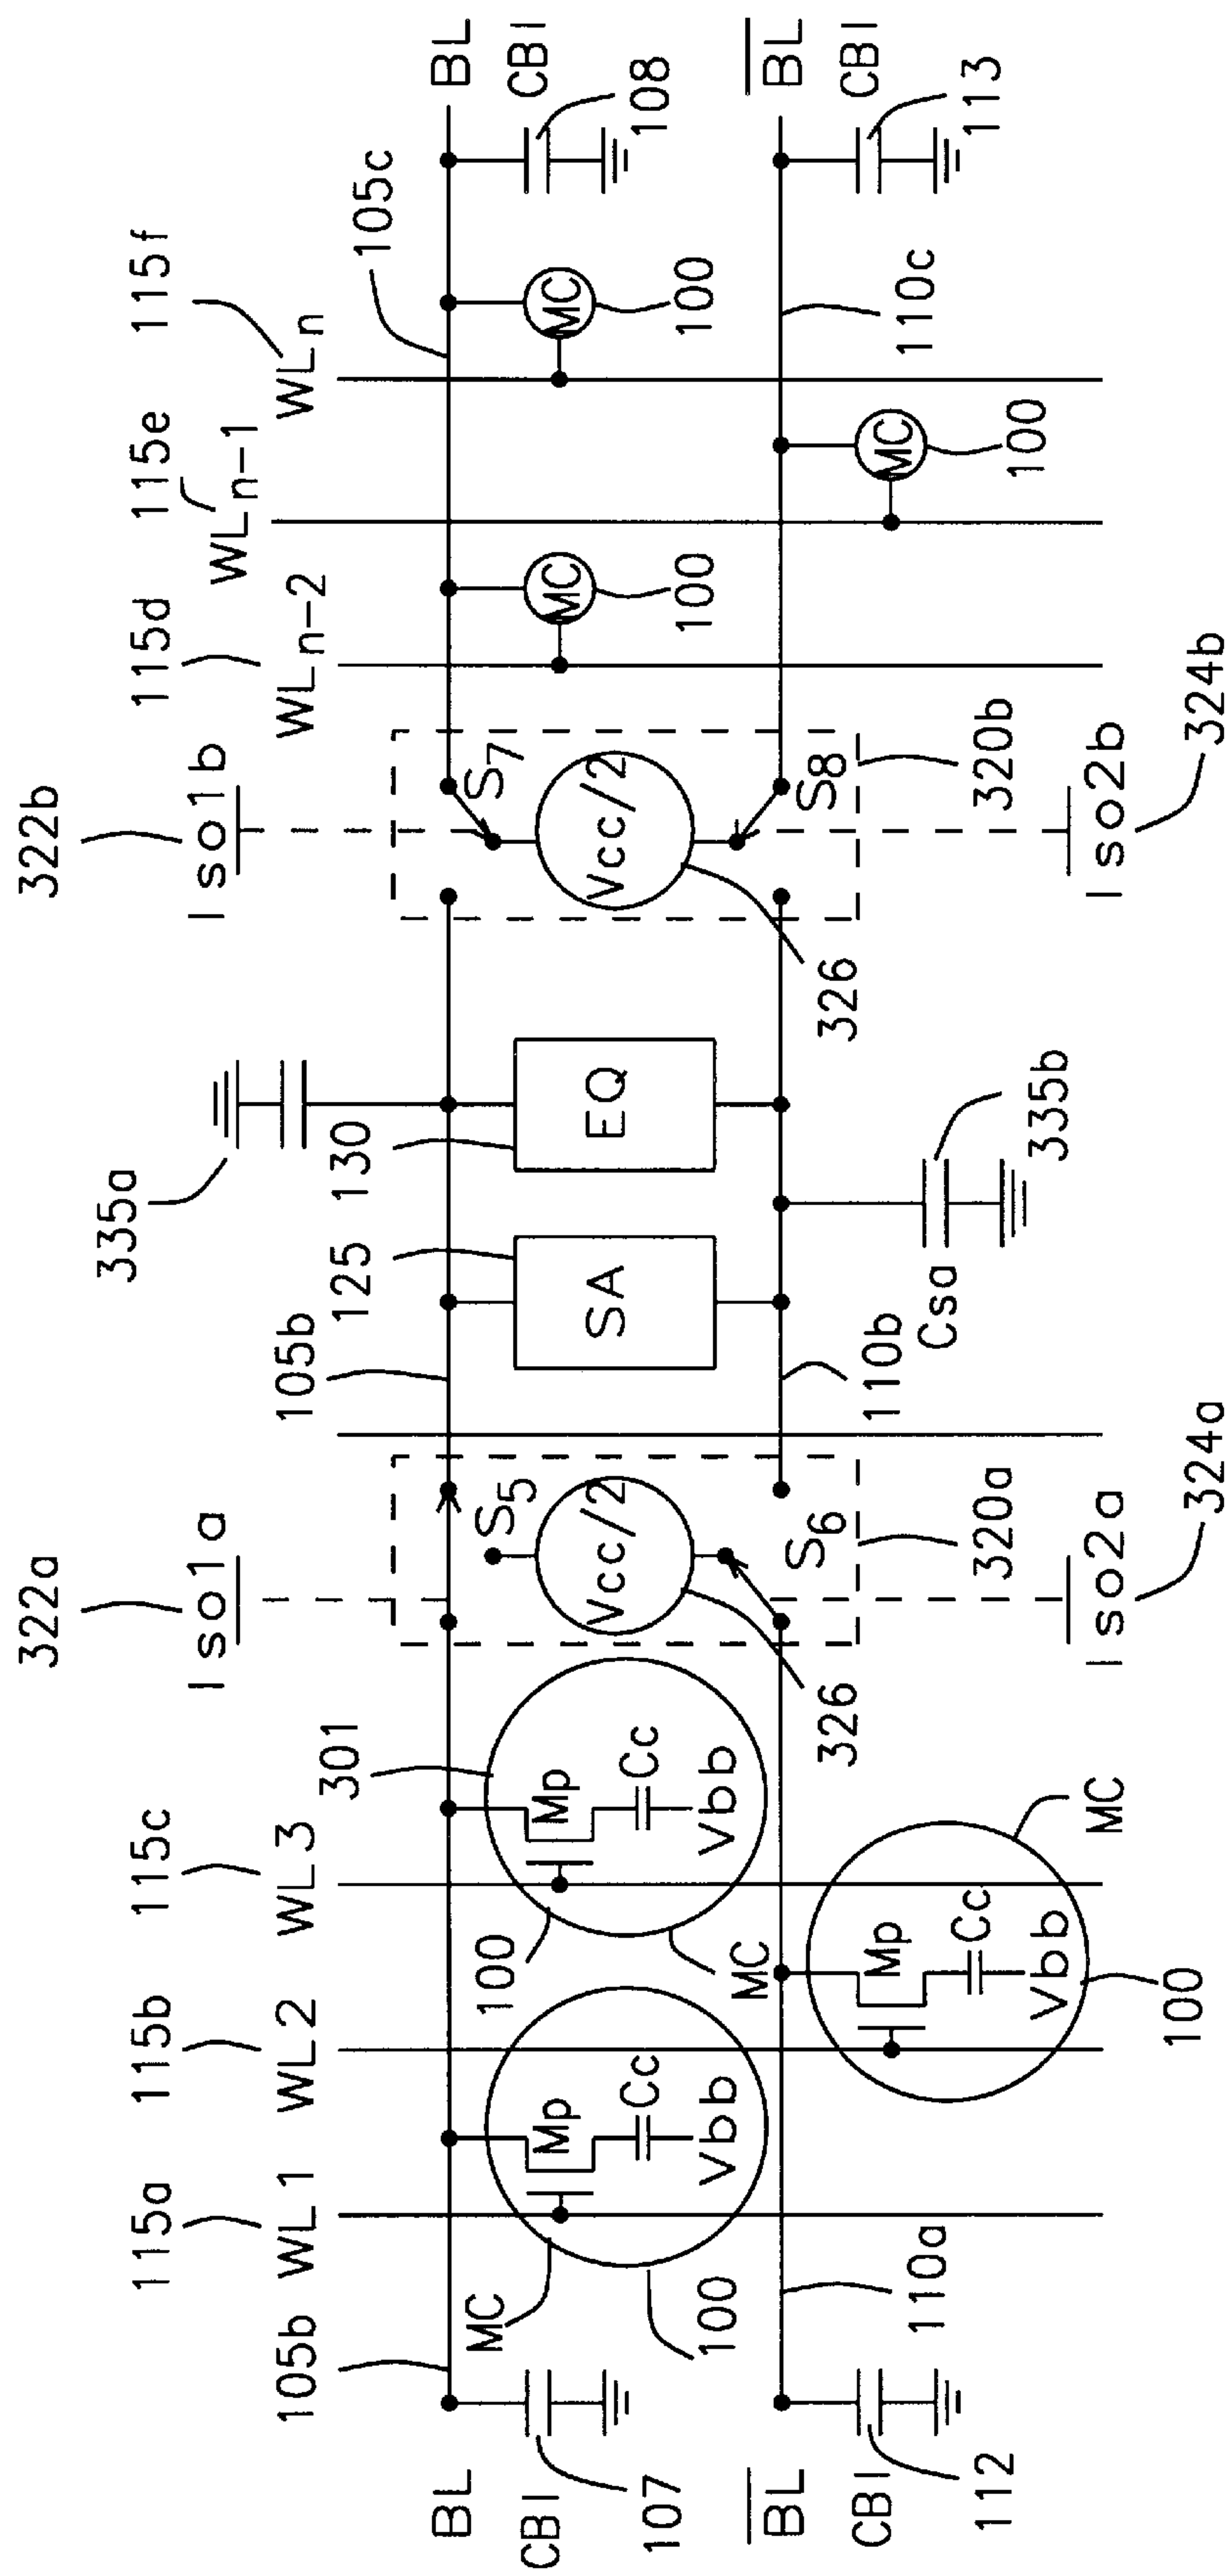 322a
322b
Iso1a
Iso1b
115a
115b
115c
335a
115d
115e
115f
WL1
WL2
WL3
WLn-2
WLn-1
WLn
105b
301
105b
125
130
105c
BL
BL
CBI
107
MC
Mp
Cc
Vbb
100
100
Mp
Cc
Vbb
MC
S5
Vcc/2
SA
EQ
S7
Vcc/2
MC
100
MC
100
CBI
108
BL
BL
CBI
112
110a
Mp
Cc
Vbb
MC
100
326
S6
320a
110b
Csa
335b
326
S8
320b
MC
100
110c
CBI
113
Iso2a
Iso2b
324a
324b